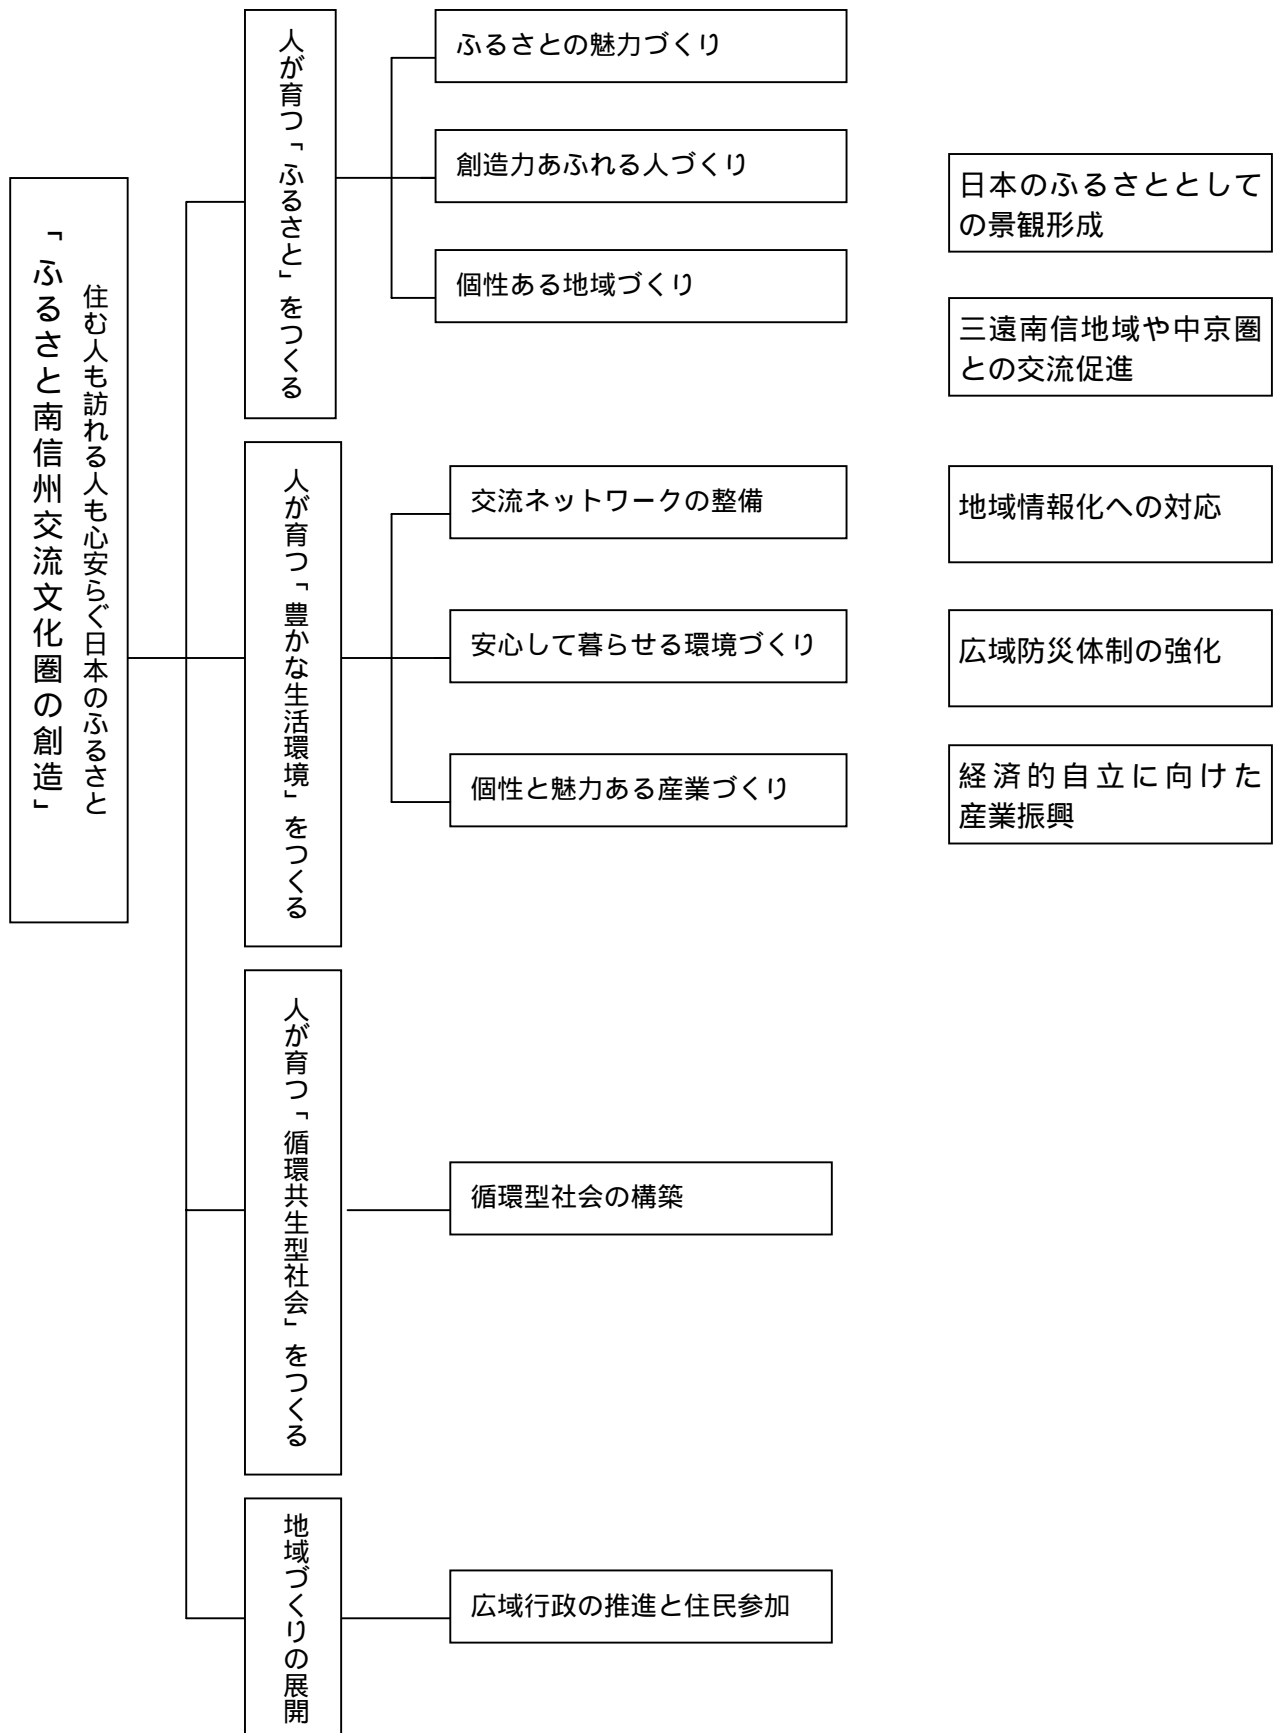 住む人も訪れる人も心安らぐ日本のふるさと
「ふるさと南信州交流文化圏の創造」
人が育つ「ふるさと」をつくる
ふるさとの魅力づくり
創造力あふれる人づくり
個性ある地域づくり
日本のふるさととして
の景観形成
三遠南信地域や中京圏
との交流促進
人が育つ「豊かな生活環境」をつくる
交流ネットワークの整備
安心して暮らせる環境づくり
個性と魅力ある産業づくり
地域情報化への対応
広域防災体制の強化
経済的自立に向けた
産業振興
人が育つ「循環共生型社会」をつくる
循環型社会の構築
地域づくりの展開
広域行政の推進と住民参加